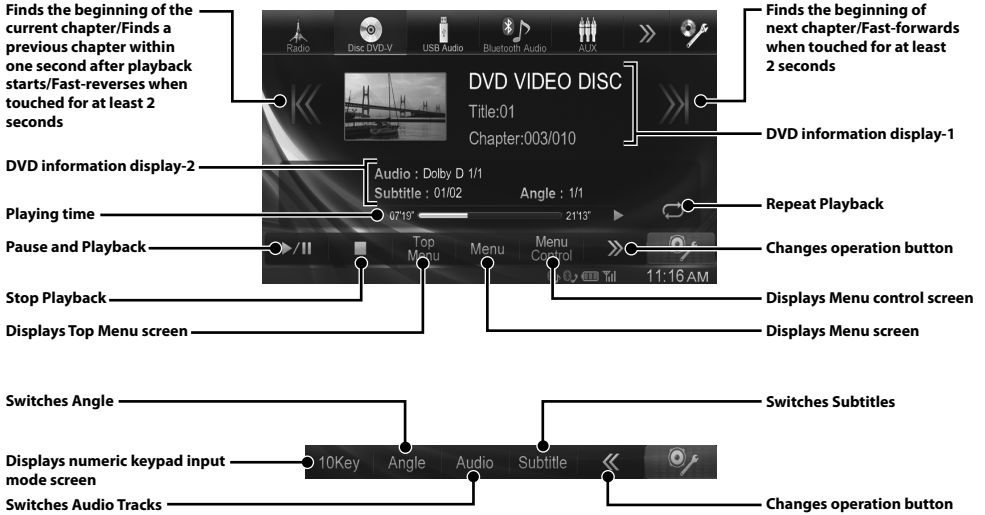 Finds the beginning of the
current chapter/Finds a
previous chapter within
one second after playback
starts/Fast-reverses when
touched for at least 2
seconds
DVD information display-2
Playing time
Pause and Playback
Stop Playback
Displays Top Menu screen
Radio
Disc DVD-V
USB Audio
Bluetooth Audio
AUX
DVD VIDEO DISC
Title:01
Chapter:003/010
Audio : Dolby D 1/1
Subtitle : 01/02
Angle : 1/1
07'19"
21'13"
Top
Menu
Menu
Menu
Control
11:16 AM
Finds the beginning of
next chapter/Fast-forwards
when touched for at least
2 seconds
DVD information display-1
Repeat Playback
Changes operation button
Displays Menu control screen
Displays Menu screen
Switches Angle
Switches Subtitles
Displays numeric keypad input
mode screen
10Key
Angle
Audio
Subtitle
Switches Audio Tracks
Changes operation button